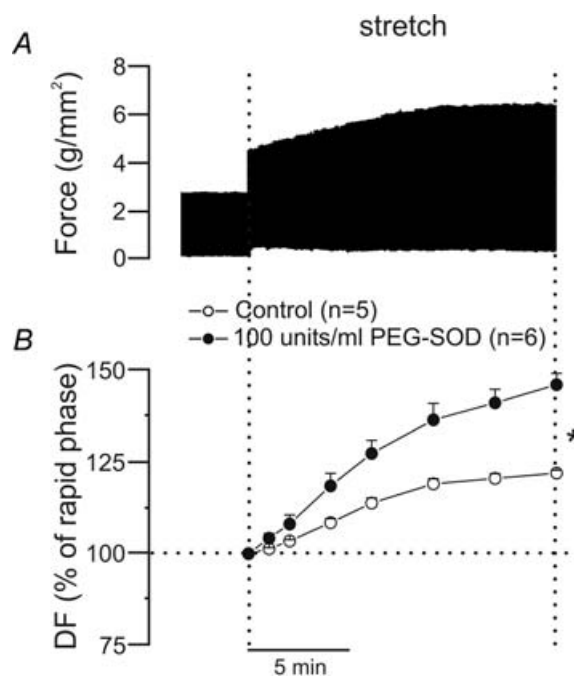 stretch
A
8
6
4
2
0
Force (g/mm²)
Control (n=5)
100 units/ml PEG-SOD (n=6)
B
150
125
100
75
DF (% of rapid phase)
*
5 min